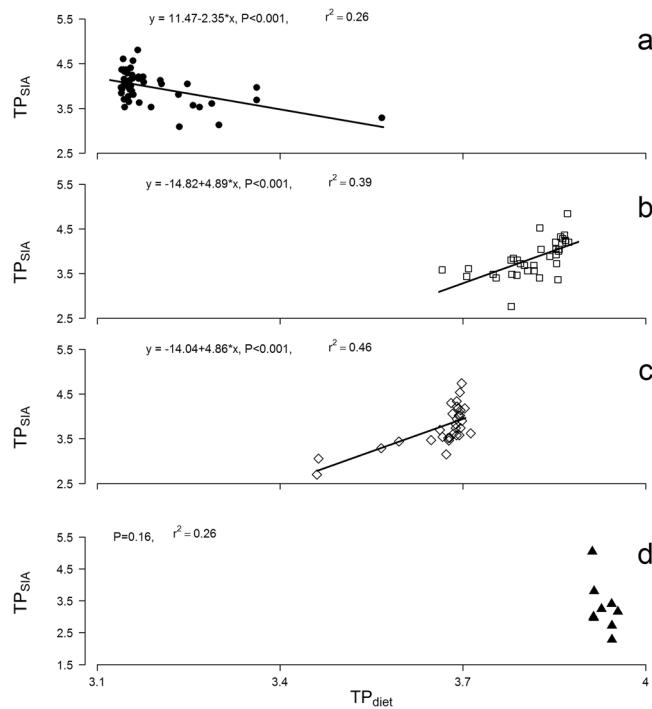 y = 11.47-2.35*x, P<0.001, r² = 0.26
a
5.5
4.5
3.5
2.5
TP_SIA
y = -14.82+4.89*x, P<0.001, r² = 0.39
b
5.5
4.5
3.5
2.5
TP_SIA
y = -14.04+4.86*x, P<0.001, r² = 0.46
c
5.5
4.5
3.5
2.5
TP_SIA
P=0.16, r² = 0.26
d
5.5
4.5
3.5
2.5
1.5
TP_SIA
3.1 3.4 3.7 4
TP_diet